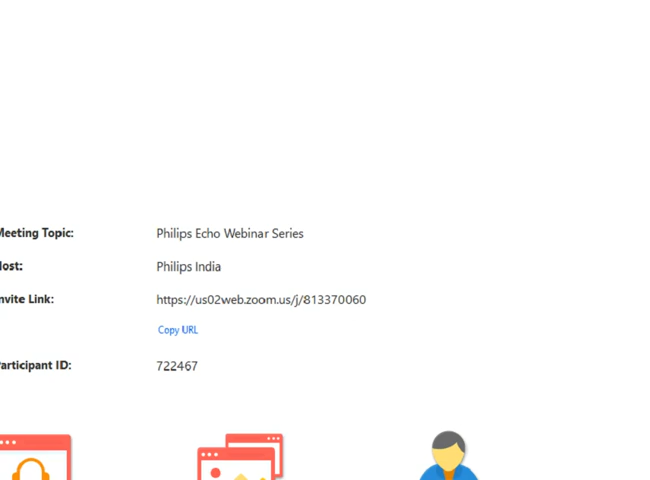 Meeting Topic: Philips Echo Webinar Series
Host: Philips India
Invite Link: https://us02web.zoom.us/j/813370060
Copy URL
Participant ID: 722467